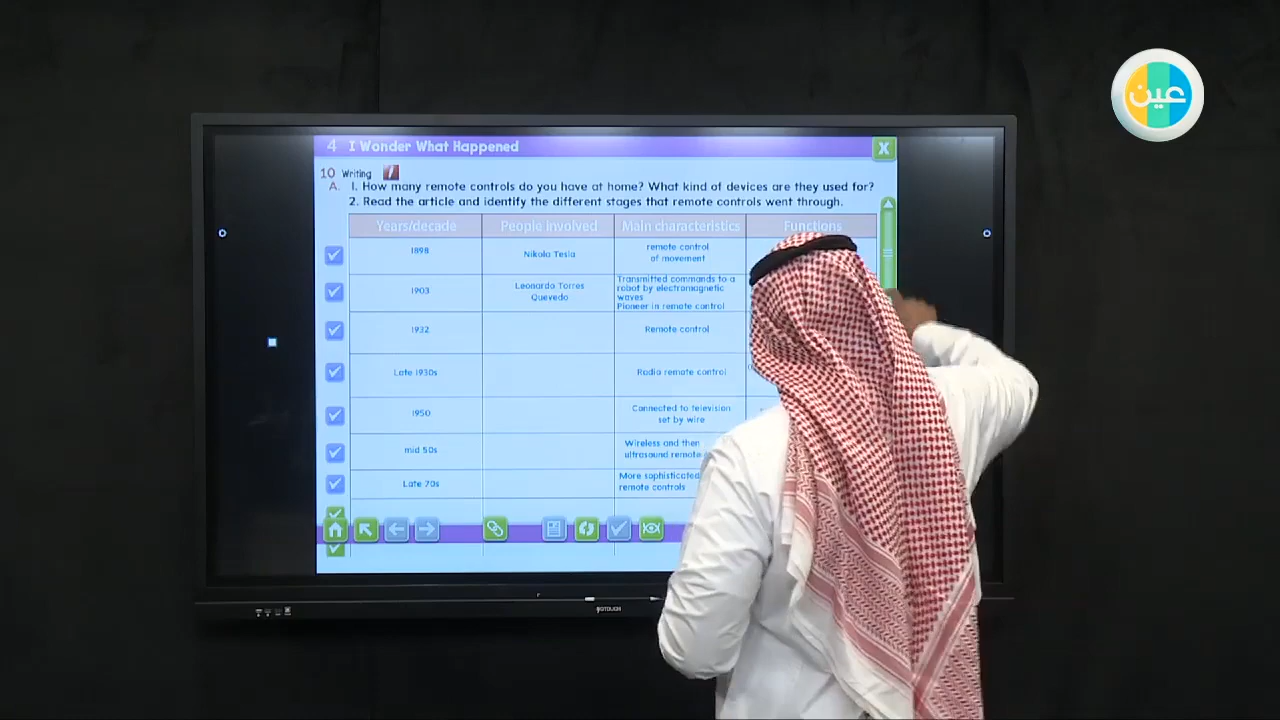 عين
4 I Wonder What Happened
X
10 Writing
A. 1. How many remote controls do you have at home? What kind of devices are they used for?
2. Read the article and identify the different stages that remote controls went through.
Years/decade People involved Main characteristics Functions
1898 Nikola Tesla remote control
of movement
1903 Leonardo Torres
Quevedo Transmitted commands to a
robot by electromagnetic
waves
Pioneer in remote control
1932 Remote control
Late 1930s Radio remote control
1950 Connected to television
set by wire
mid 50s Wireless and then
ultrasound remote
Late 70s More sophisticated
remote controls